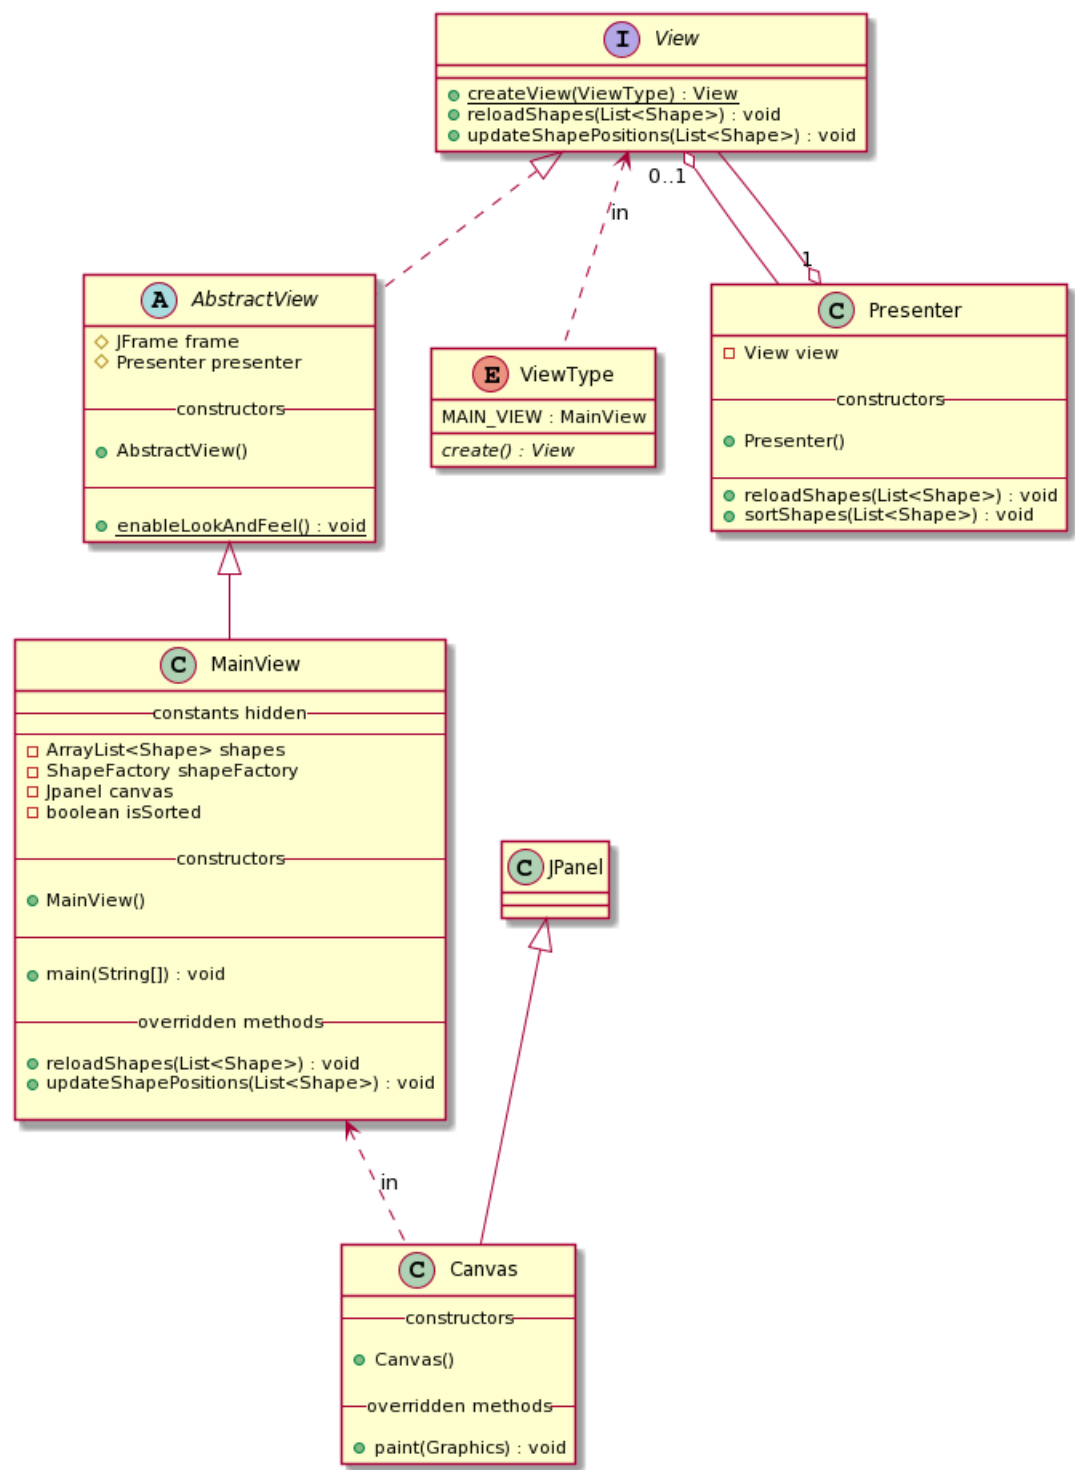 I View
createView(ViewType) : View
reloadShapes(List<Shape>) : void
updateShapePositions(List<Shape>) : void
0..1
in
1
A AbstractView
JFrame frame
Presenter presenter
constructors
AbstractView()
enableLookAndFeel() : void
E ViewType
MAIN_VIEW : MainView
create() : View
C Presenter
View view
constructors
Presenter()
reloadShapes(List<Shape>) : void
sortShapes(List<Shape>) : void
C MainView
constants hidden
ArrayList<Shape> shapes
ShapeFactory shapeFactory
Jpanel canvas
boolean isSorted
constructors
MainView()
main(String[]) : void
overridden methods
reloadShapes(List<Shape>) : void
updateShapePositions(List<Shape>) : void
C JPanel
in
C Canvas
constructors
Canvas()
overridden methods
paint(Graphics) : void